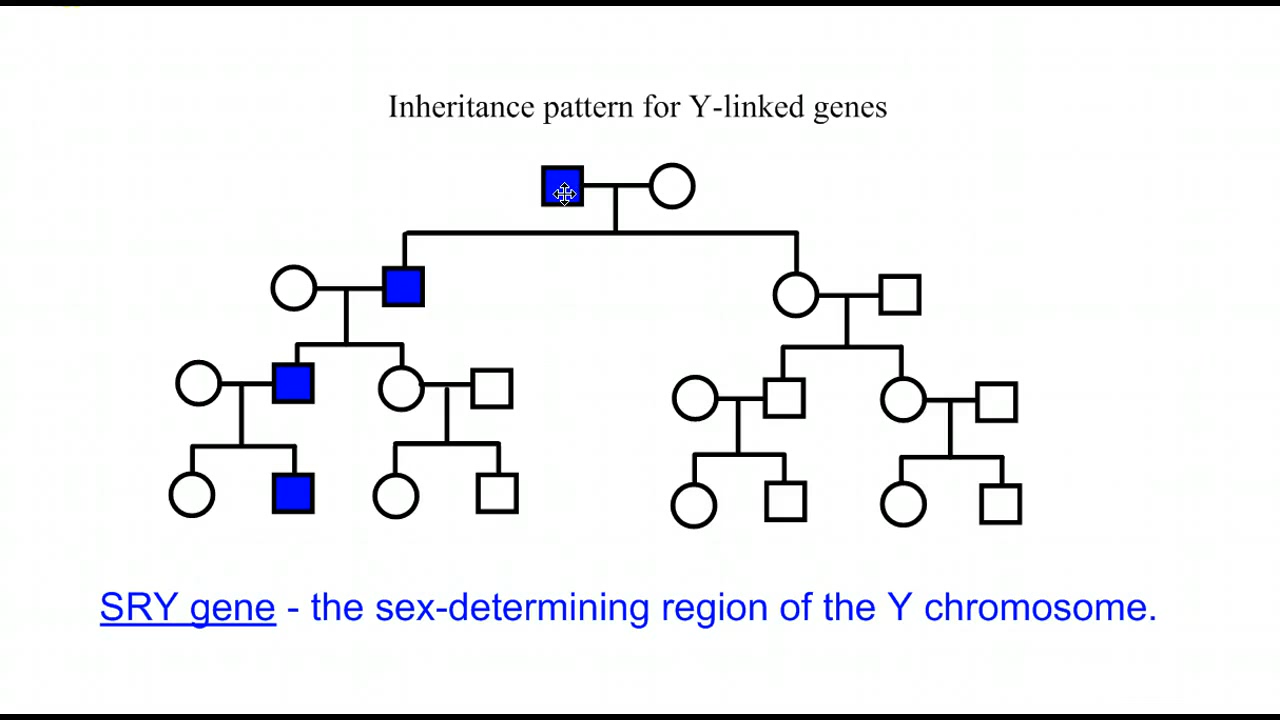 Inheritance pattern for Y-linked genes
SRY gene - the sex-determining region of the Y chromosome.